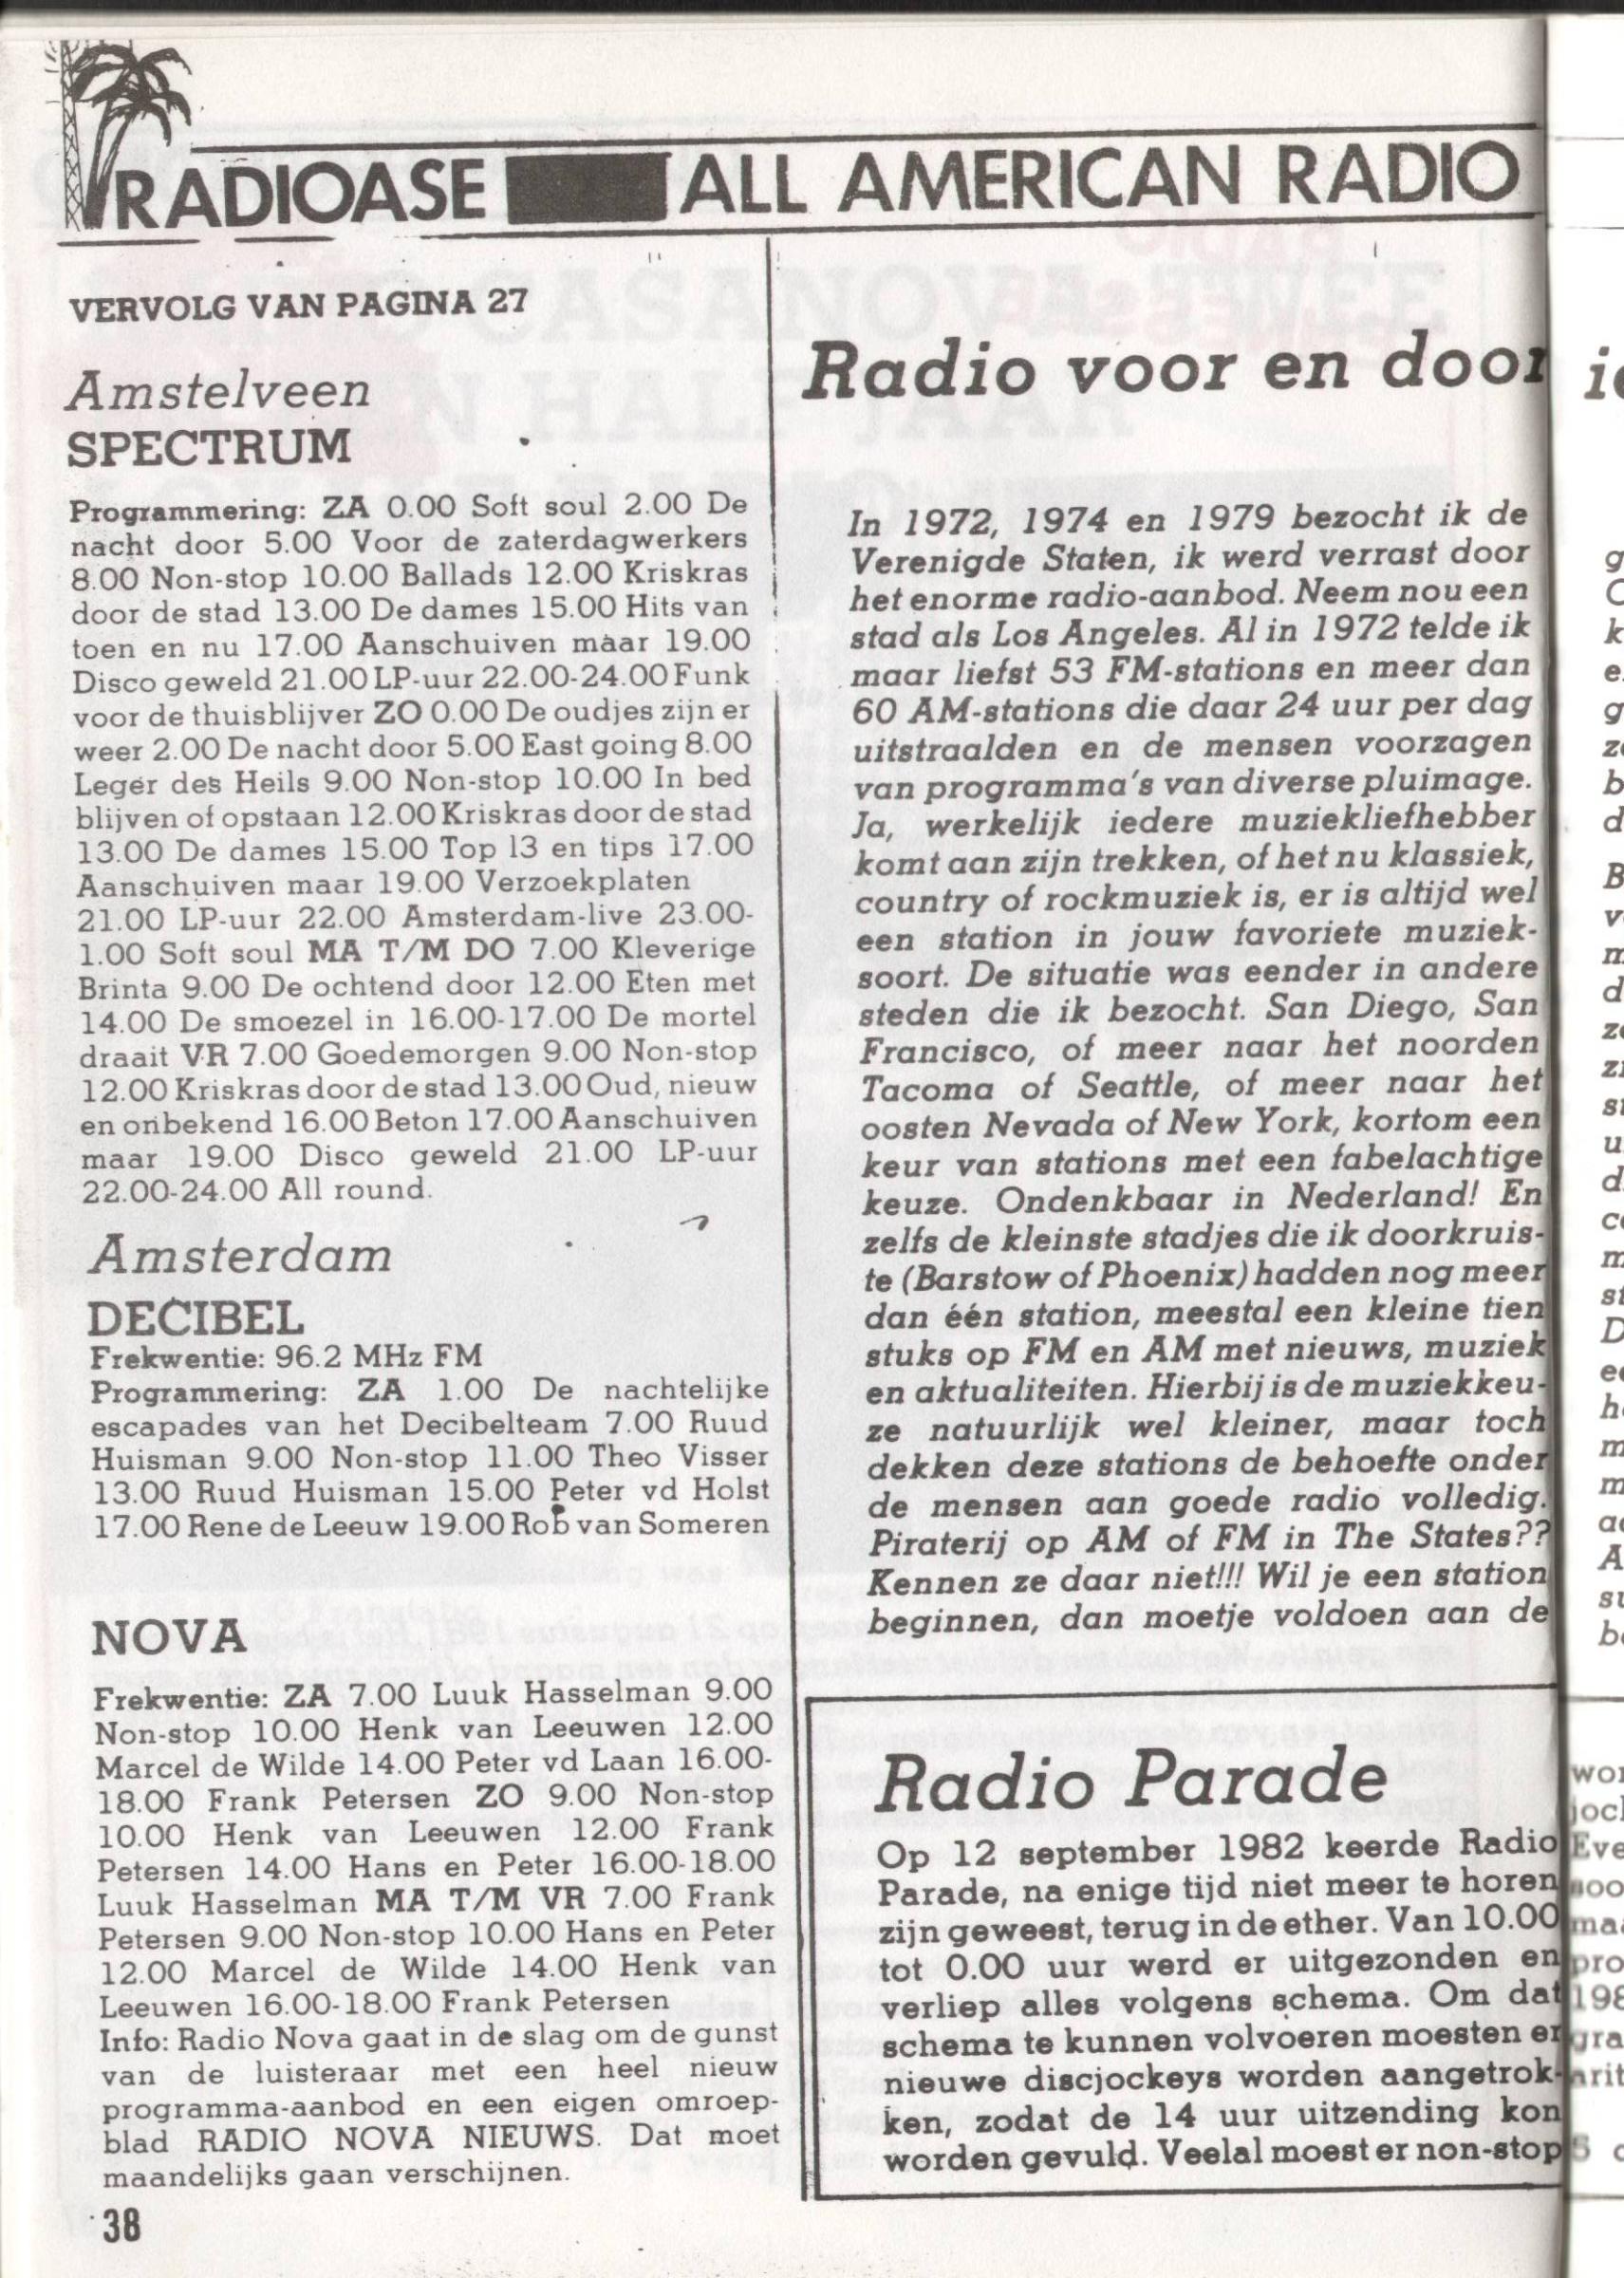 RADIOASE ALL AMERICAN RADIO
VERVOLG VAN PAGINA 27
Amstelveen
SPECTRUM
Programmering: ZA 0.00 Soft soul 2.00 De
nacht door 5.00 Voor de zaterdagwerkers
8.00 Non-stop 10.00 Ballads 12.00 Kriskras
door de stad 13.00 De dames 15.00 Hits van
toen en nu 17.00 Aanschuiven maar 19.00
Disco geweld 21.00 LP-uur 22.00-24.00 Funk
voor de thuisblijver ZO 0.00 De oudjes zijn er
weer 2.00 De nacht door 5.00 East going 8.00
Leger des Heils 9.00 Non-stop 10.00 In bed
blijven of opstaan 12.00 Kriskras door de stad
13.00 De dames 15.00 Top 13 en tips 17.00
Aanschuiven maar 19.00 Verzoekplaten
21.00 LP-uur 22.00 Amsterdam-live 23.00-
1.00 Soft soul MA T/M DO 7.00 Kleverige
Brinta 9.00 De ochtend door 12.00 Eten met
14.00 De smoezel in 16.00-17.00 De mortel
draait VR 7.00 Goedemorgen 9.00 Non-stop
12.00 Kriskras door de stad 13.00 Oud, nieuw
en onbekend 16.00 Beton 17.00 Aanschuiven
maar 19.00 Disco geweld 21.00 LP-uur
22.00-24.00 All round.
Amsterdam
DECIBEL
Frekwentie: 96.2 MHz FM
Programmering: ZA 1.00 De nachtelijke
escapades van het Decibelteam 7.00 Ruud
Huisman 9.00 Non-stop 11.00 Theo Visser
13.00 Ruud Huisman 15.00 Peter vd Holst
17.00 Rene de Leeuw 19.00 Rob van Someren
NOVA
Frekwentie: ZA 7.00 Luuk Hasselman 9.00
Non-stop 10.00 Henk van Leeuwen 12.00
Marcel de Wilde 14.00 Peter vd Laan 16.00-
18.00 Frank Petersen ZO 9.00 Non-stop
10.00 Henk van Leeuwen 12.00 Frank
Petersen 14.00 Hans en Peter 16.00-18.00
Luuk Hasselman MA T/M VR 7.00 Frank
Petersen 9.00 Non-stop 10.00 Hans en Peter
12.00 Marcel de Wilde 14.00 Henk van
Leeuwen 16.00-18.00 Frank Petersen
Info: Radio Nova gaat in de slag om de gunst
van de luisteraar met een heel nieuw
programma-aanbod en een eigen omroep-
blad RADIO NOVA NIEUWS. Dat moet
maandelijks gaan verschijnen.
38
Radio voor en door
In 1972, 1974 en 1979 bezocht ik de
Verenigde Staten, ik werd verrast door
het enorme radio-aanbod. Neem nou een
stad als Los Angeles. Al in 1972 telde ik
maar liefst 53 FM-stations en meer dan
60 AM-stations die daar 24 uur per dag
uitstraalden en de mensen voorzagen
van programma's van diverse pluimage.
Ja, werkelijk iedere muziekliefhebber
komt aan zijn trekken, of het nu klassiek,
country of rockmuziek is, er is altijd wel
een station in jouw favoriete muziek-
soort. De situatie was eender in andere
steden die ik bezocht. San Diego, San
Francisco, of meer naar het noorden
Tacoma of Seattle, of meer naar het
oosten Nevada of New York, kortom een
keur van stations met een fabelachtige
keuze. Ondenkbaar in Nederland! En
zelfs de kleinste stadjes die ik doorkruis-
te (Barstow of Phoenix) hadden nog meer
dan één station, meestal een kleine tien
stuks op FM en AM met nieuws, muziek
en aktualiteiten. Hierbij is de muziekkeu-
ze natuurlijk wel kleiner, maar toch
dekken deze stations de behoefte onder
de mensen aan goede radio volledig.
Piraterij op AM of FM in The States??
Kennen ze daar niet!!! Wil je een station
beginnen, dan moetje voldoen aan de
Radio Parade
Op 12 september 1982 keerde Radio
Parade, na enige tijd niet meer te horen
zijn geweest, terug in de ether. Van 10.00
tot 0.00 uur werd er uitgezonden en
verliep alles volgens schema. Om dat
schema te kunnen volvoeren moesten er
nieuwe discjockeys worden aangetrok-
ken, zodat de 14 uur uitzending kon
worden gevuld. Veelal moest er non-stop